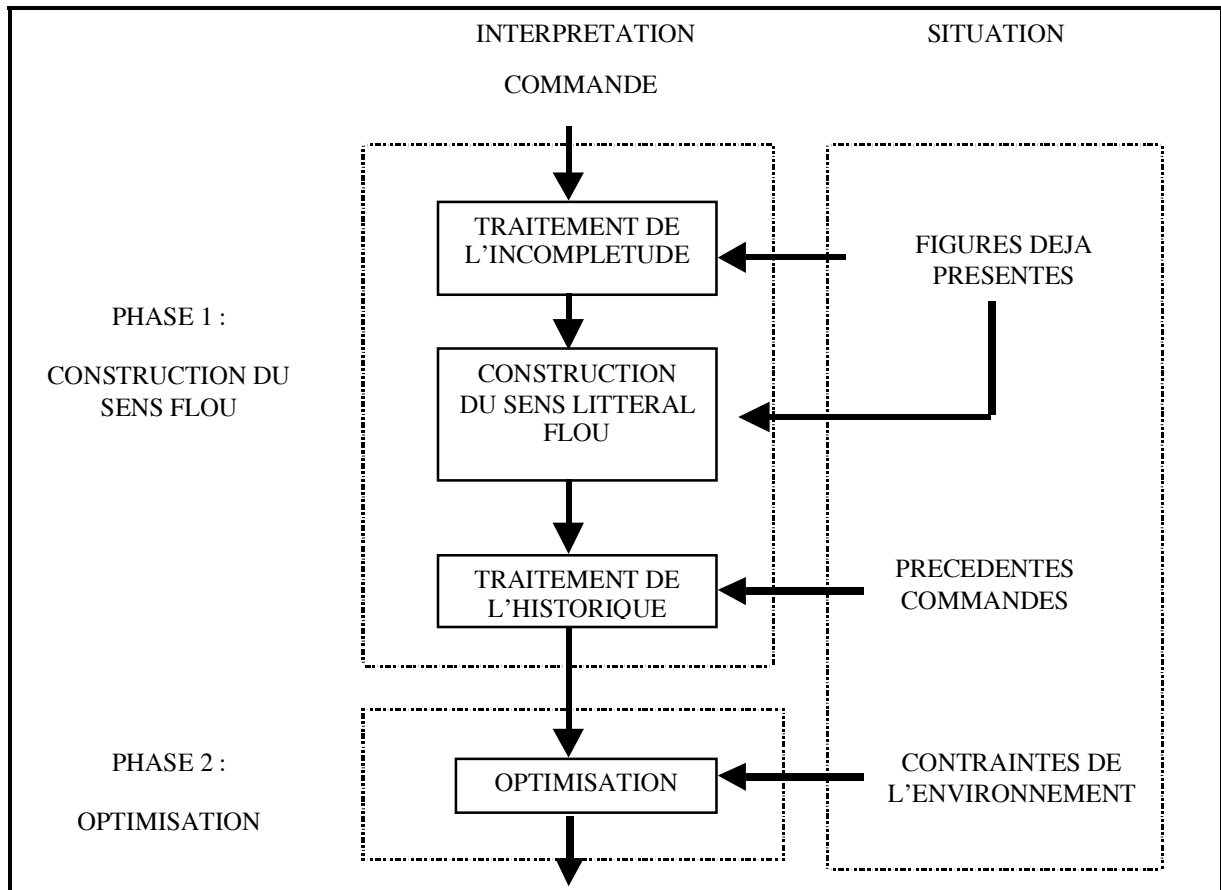 INTERPRETATION
SITUATION
COMMANDE
TRAITEMENT DE
L'INCOMPLETUDE
FIGURES DEJA
PRESENTES
PHASE 1 :
CONSTRUCTION DU
SENS FLOU
CONSTRUCTION
DU SENS LITTERAL
FLOU
TRAITEMENT DE
L'HISTORIQUE
PRECEDENTES
COMMANDES
PHASE 2 :
OPTIMISATION
OPTIMISATION
CONTRAINTES DE
L'ENVIRONNEMENT